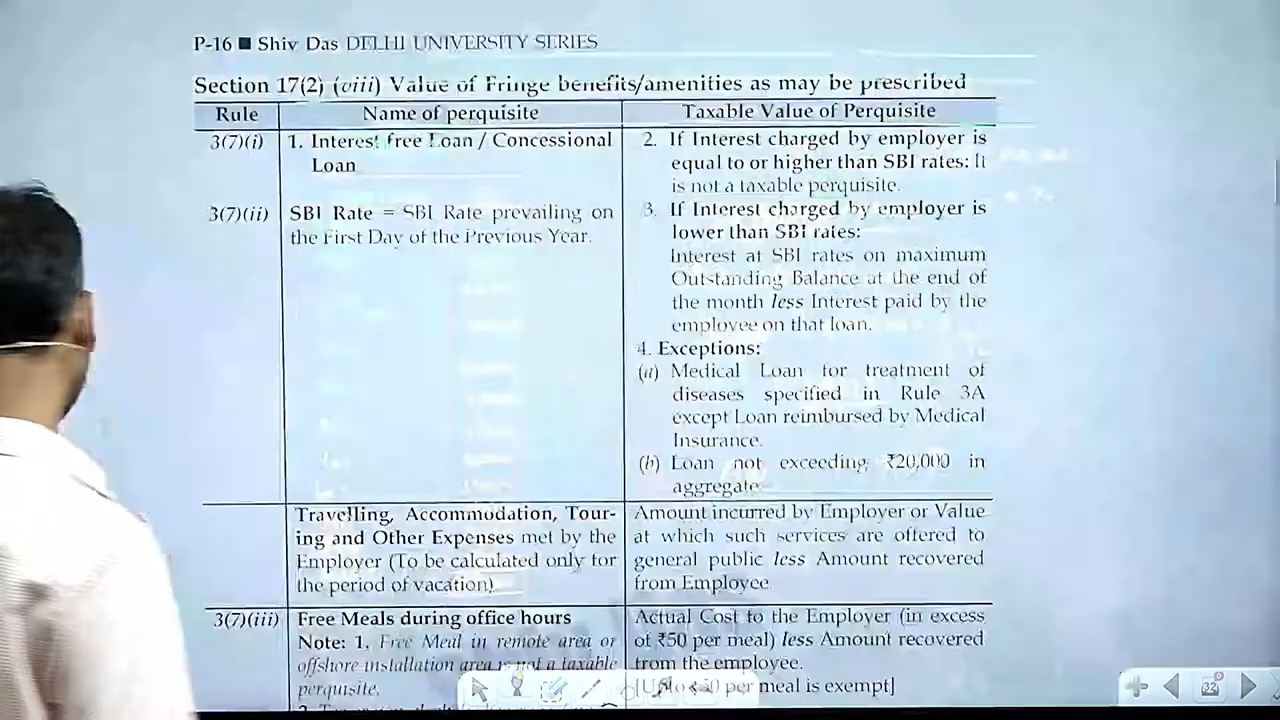 P-16 ■ Shiv Das DELHI UNIVERSITY SERIES
Section 17(2) (viii) Value of Fringe benefits/amenities as may be prescribed
Rule
Name of perquisite
Taxable Value of Perquisite
3(7)(i)
1. Interest free Loan / Concessional
Loan
3(7)(ii)
SBI Rate = SBI Rate prevailing on
the First Day of the Previous Year.
2. If Interest charged by employer is
equal to or higher than SBI rates: It
is not a taxable perquisite.
3. If Interest charged by employer is
lower than SBI rates:
Interest at SBI rates on maximum
Outstanding Balance at the end of
the month less Interest paid by the
employee on that loan.
4. Exceptions:
(a) Medical Loan for treatment of
diseases specified in Rule 3A
except Loan reimbursed by Medical
Insurance.
(b) Loan not exceeding ₹20,000 in
aggregate
Travelling, Accommodation, Tour-
ing and Other Expenses met by the
Employer (To be calculated only for
the period of vacation)
Amount incurred by Employer or Value
at which such services are offered to
general public less Amount recovered
from Employee.
3(7)(iii)
Free Meals during office hours
Note: 1. Free Meal in remote area or
offshore installation area is not a taxable
perquisite.
Actual Cost to the Employer (in excess
of ₹50 per meal) less Amount recovered
from the employee.
[Upto ₹50 per meal is exempt]
32